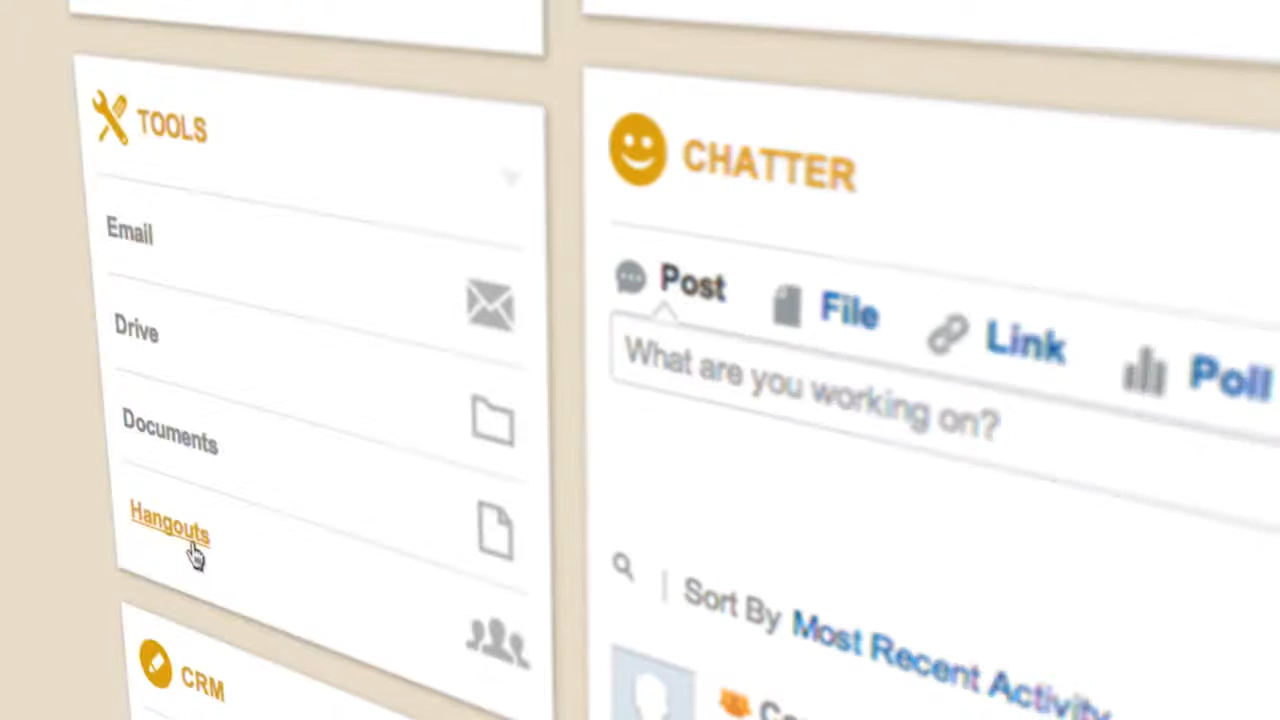 TOOLS
Email
Drive
Documents
Hangouts
CRM
CHATTER
Post
File
Link
Poll
What are you working on?
Sort By Most Recent Activity